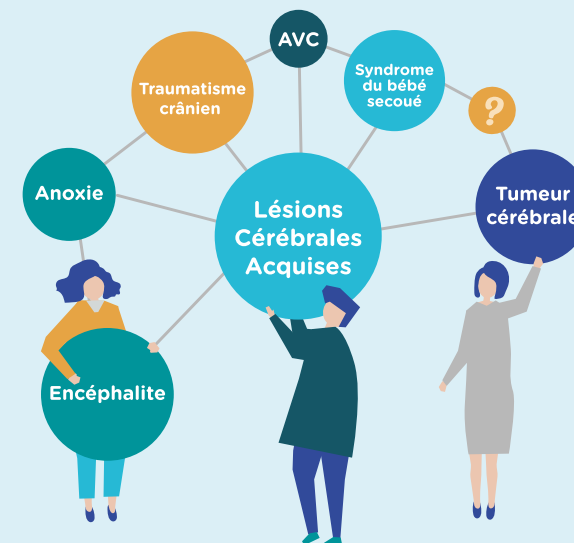 AVC
Traumatisme
crânien
Syndrome
du bébé
secoué
?
Anoxie
Lésions
Cérébrales
Acquises
Tumeur
cérébrale
Encéphalite